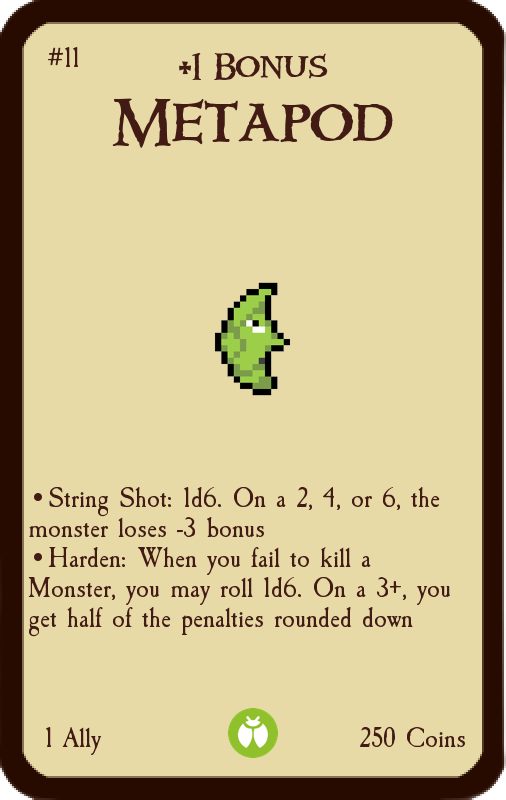 #11
+1 Bonus
Metapod
•String Shot: 1d6. On a 2, 4, or 6, the
monster loses -3 bonus
•Harden: When you fail to kill a
Monster, you may roll 1d6. On a 3+, you
get half of the penalties rounded down
1 Ally
250 Coins